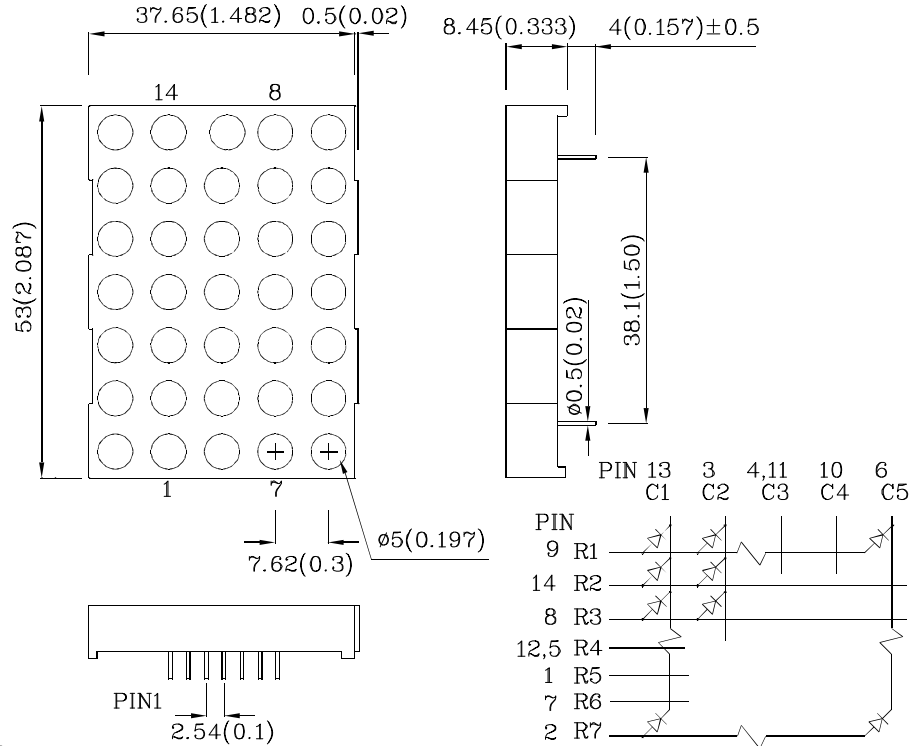 37.65(1.482) 0.5(0.02)
8.45(0.333) 4(0.157)±0.5
14 8
53(2.087)
38.1(1.50)
ø0.5(0.02)
1 7
ø5(0.197)
7.62(0.3)
PIN 13 3 4,11 10 6
C1 C2 C3 C4 C5
PIN
9 R1
14 R2
8 R3
12,5 R4
1 R5
7 R6
2 R7
PIN1
2.54(0.1)